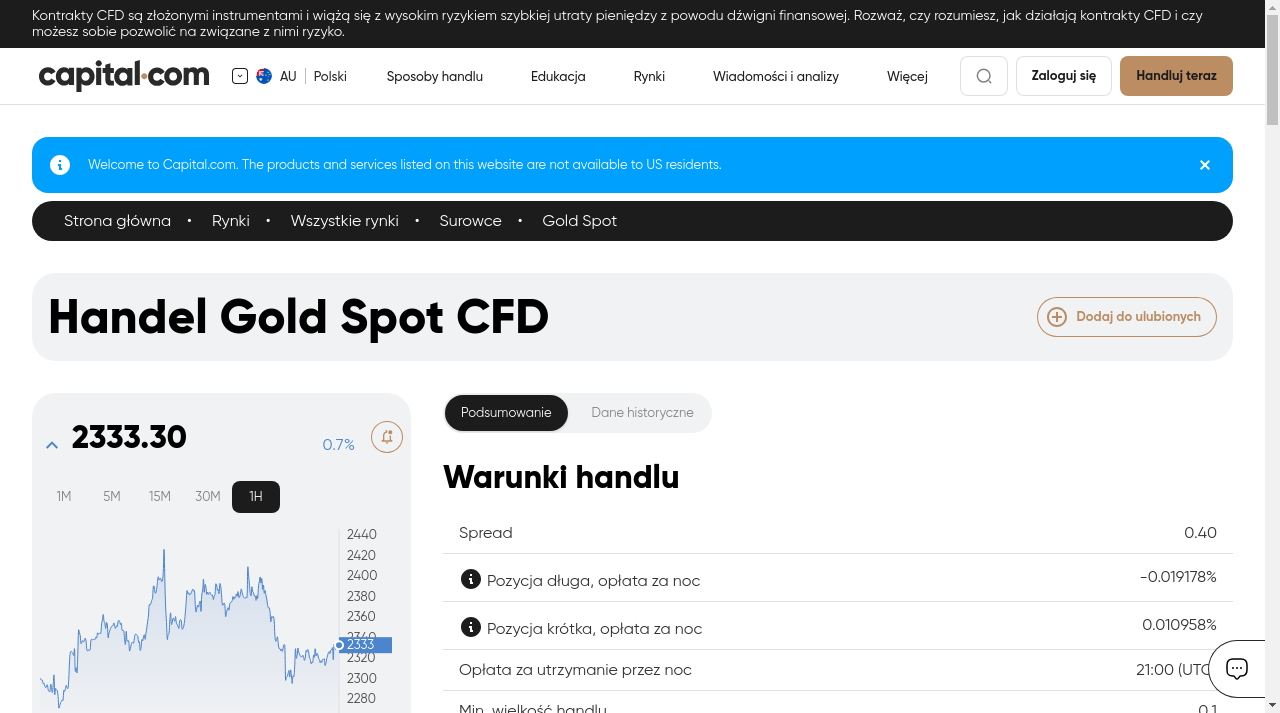 Kontrakty CFD są złożonymi instrumentami i wiążą się z wysokim ryzykiem szybkiej utraty pieniędzy z powodu dźwigni finansowej. Rozważ, czy rozumiesz, jak działają kontrakty CFD i czy
możesz sobie pozwolić na związane z nimi ryzyko.
capital.com
AU
Polski
Sposoby handlu
Edukacja
Rynki
Wiadomości i analizy
Więcej
Zaloguj się
Handluj teraz
Welcome to Capital.com. The products and services listed on this website are not available to US residents.
Strona główna • Rynki • Wszystkie rynki • Surowce • Gold Spot
Handel Gold Spot CFD
Dodaj do ulubionych
2333.30
0.7%
1M 5M 15M 30M 1H
2440
2420
2400
2380
2360
2340
2333
2320
2300
2280
Podsumowanie
Dane historyczne
Warunki handlu
Spread 0.40
Pozycja długa, opłata za noc -0.019178%
Pozycja krótka, opłata za noc 0.010958%
Opłata za utrzymanie przez noc 21:00 (UTC)
Min. wielkość handlu 0.1